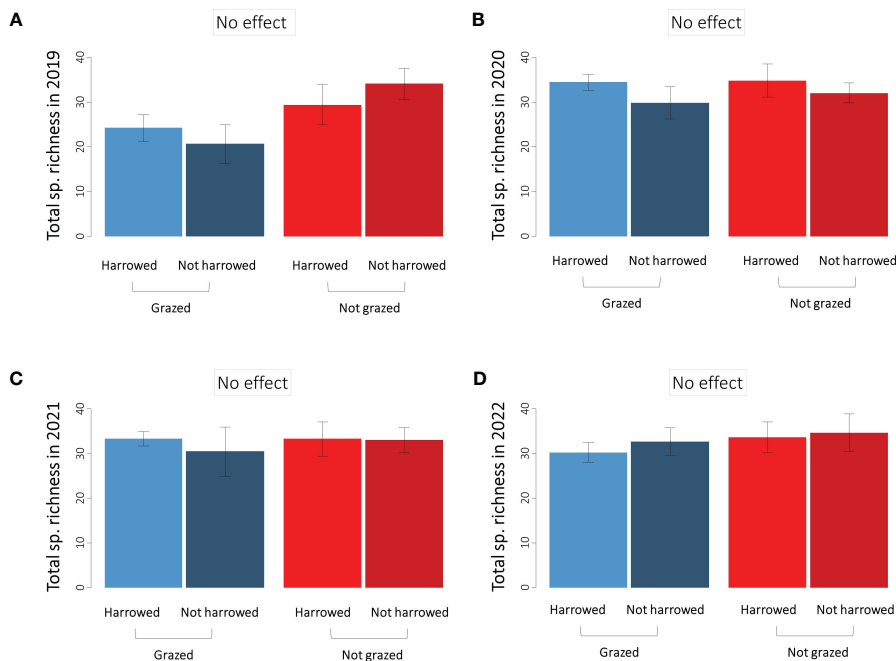 A
No effect
Total sp. richness in 2019
40
30
20
10
0
Harrowed
Not harrowed
Harrowed
Not harrowed
Grazed
Not grazed
B
No effect
Total sp. richness in 2020
40
30
20
10
0
Harrowed
Not harrowed
Harrowed
Not harrowed
Grazed
Not grazed
C
No effect
Total sp. richness in 2021
40
30
20
10
0
Harrowed
Not harrowed
Harrowed
Not harrowed
Grazed
Not grazed
D
No effect
Total sp. richness in 2022
40
30
20
10
0
Harrowed
Not harrowed
Harrowed
Not harrowed
Grazed
Not grazed